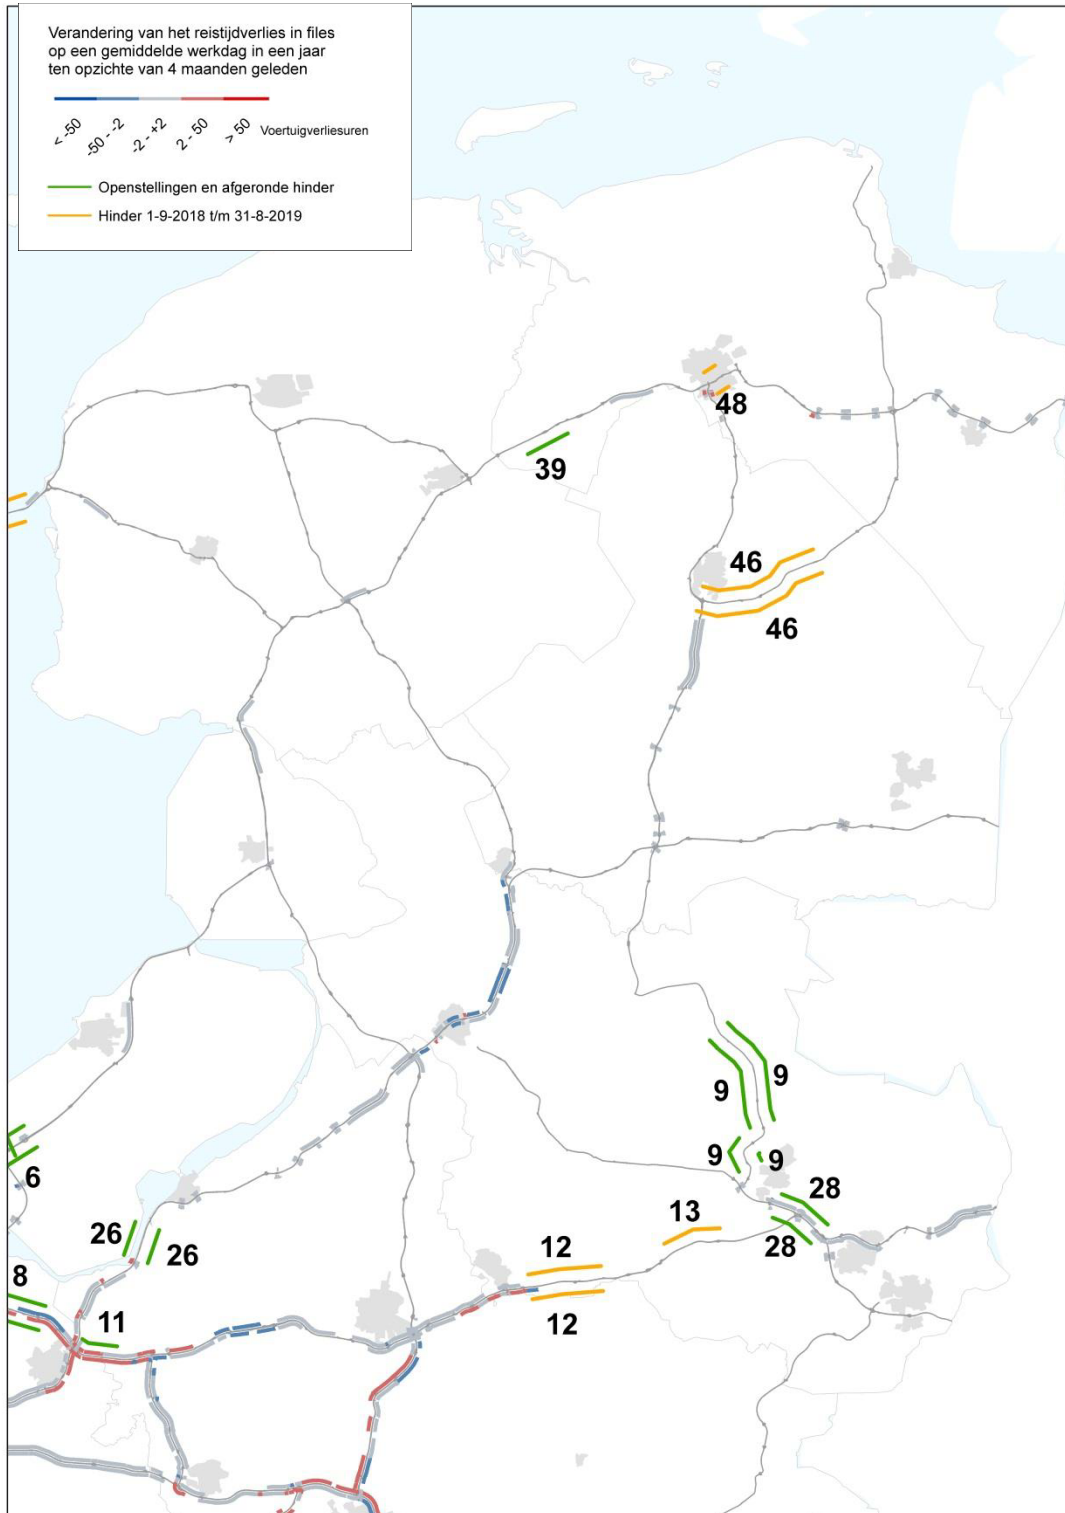 Verandering van het reistijdverlies in files
op een gemiddelde werkdag in een jaar
ten opzichte van 4 maanden geleden
< -50
-50 - -2
-2 - +2
2 - 50
> 50
Voertuigverliesuren
Openstellingen en afgeronde hinder
Hinder 1-9-2018 t/m 31-8-2019
48
39
46
46
9
9
9
9
6
28
13
28
26
26
12
8
11
12